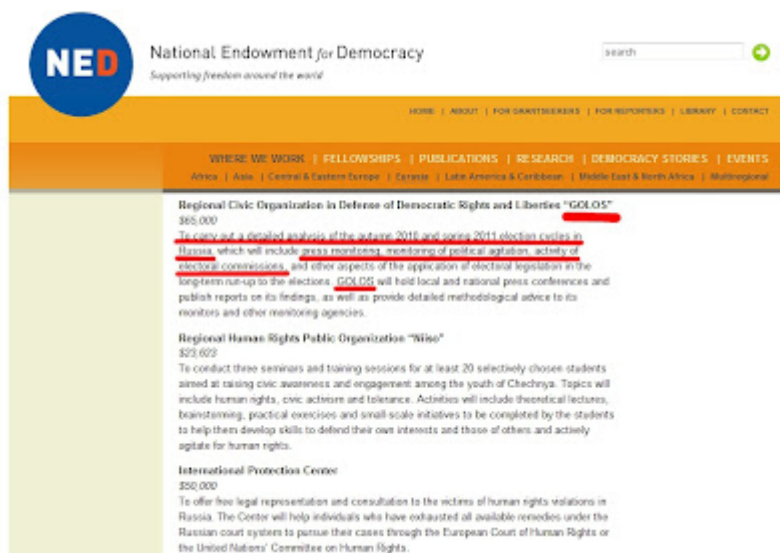 NED
National Endowment for Democracy
Supporting freedom around the world
search
HOME | ABOUT | FOR GRANTSEEKERS | FOR REPORTERS | LIBRARY | CONTACT
WHERE WE WORK | FELLOWSHIPS | PUBLICATIONS | RESEARCH | DEMOCRACY STORIES | EVENTS
Africa | Asia | Central & Eastern Europe | Eurasia | Latin America & Caribbean | Middle East & North Africa | Multiregional
Regional Civic Organization in Defense of Democratic Rights and Liberties "GOLOS"
$65,000
To carry out a detailed analysis of the autumn 2010 and spring 2011 election cycles in
Russia, which will include press monitoring, monitoring of political agitation, activity of
electoral commissions, and other aspects of the application of electoral legislation in the
long-term run-up to the elections. GOLOS will hold local and national press conferences and
publish reports on its findings, as well as provide detailed methodological advice to its
monitors and other monitoring agencies.
Regional Human Rights Public Organization "Niiso"
$23,623
To conduct three seminars and training sessions for at least 20 selectively chosen students
aimed at raising civic awareness and engagement among the youth of Chechnya. Topics will
include human rights, civic activism and tolerance. Activities will include theoretical lectures,
brainstorming, practical exercises and small-scale initiatives to be completed by the students
to help them develop skills to defend their own interests and those of others and actively
agitate for human rights.
International Protection Center
$50,000
To offer free legal representation and consultation to the victims of human rights violations in
Russia. The Center will help individuals who have exhausted all available remedies under the
Russian court system to pursue their cases through the European Court of Human Rights or
the United Nations' Committee on Human Rights.